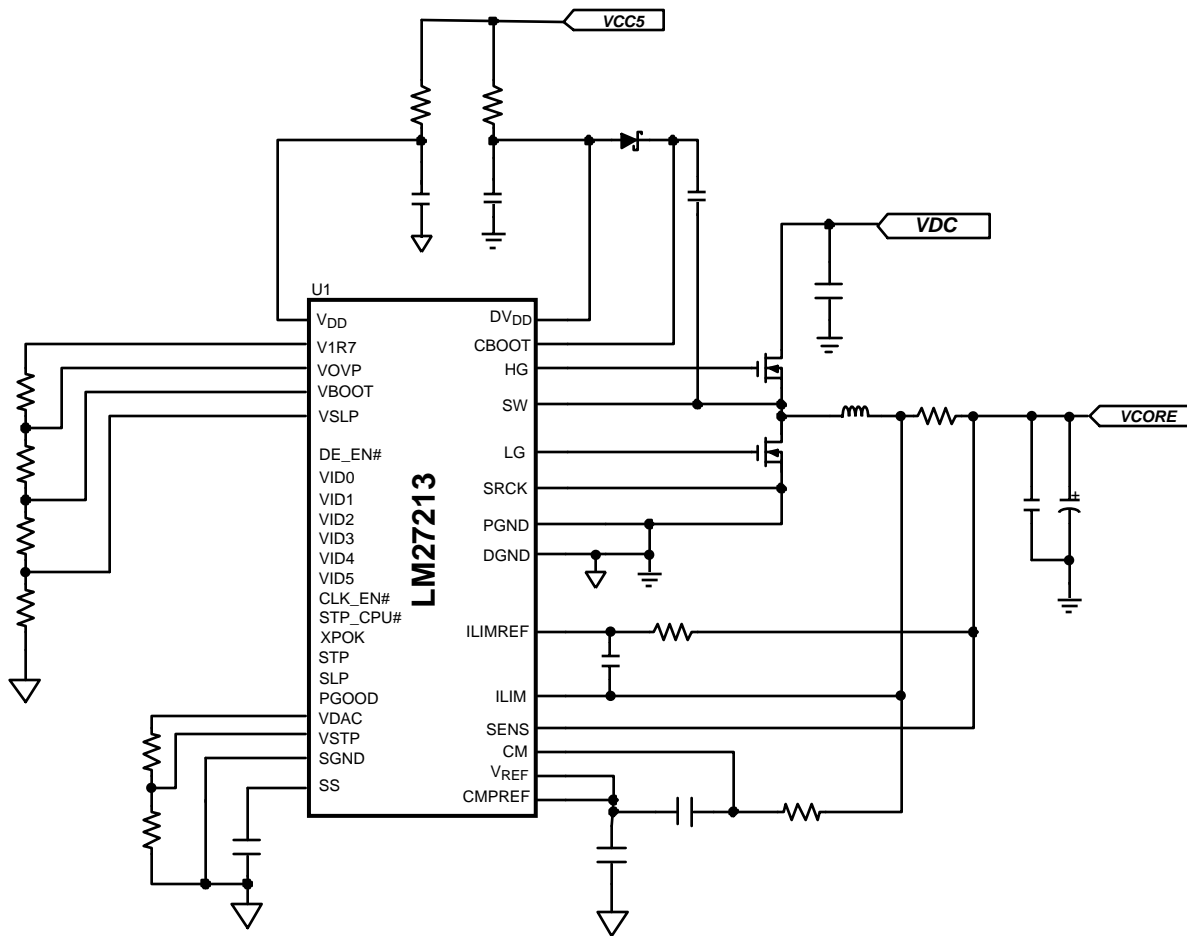 VCC5
VDC
U1
VDD
V1R7
VOVP
VBOOT
VSLP
DE_EN#
VID0
VID1
VID2
VID3
VID4
VID5
CLK_EN#
STP_CPU#
XPOK
STP
SLP
PGOOD
VDAC
VSTP
SGND
SS
LM27213
DVDD
CBOOT
HG
SW
LG
SRCK
PGND
DGND
ILIMREF
ILIM
SENS
CM
VREF
CMPREF
VCORE
+